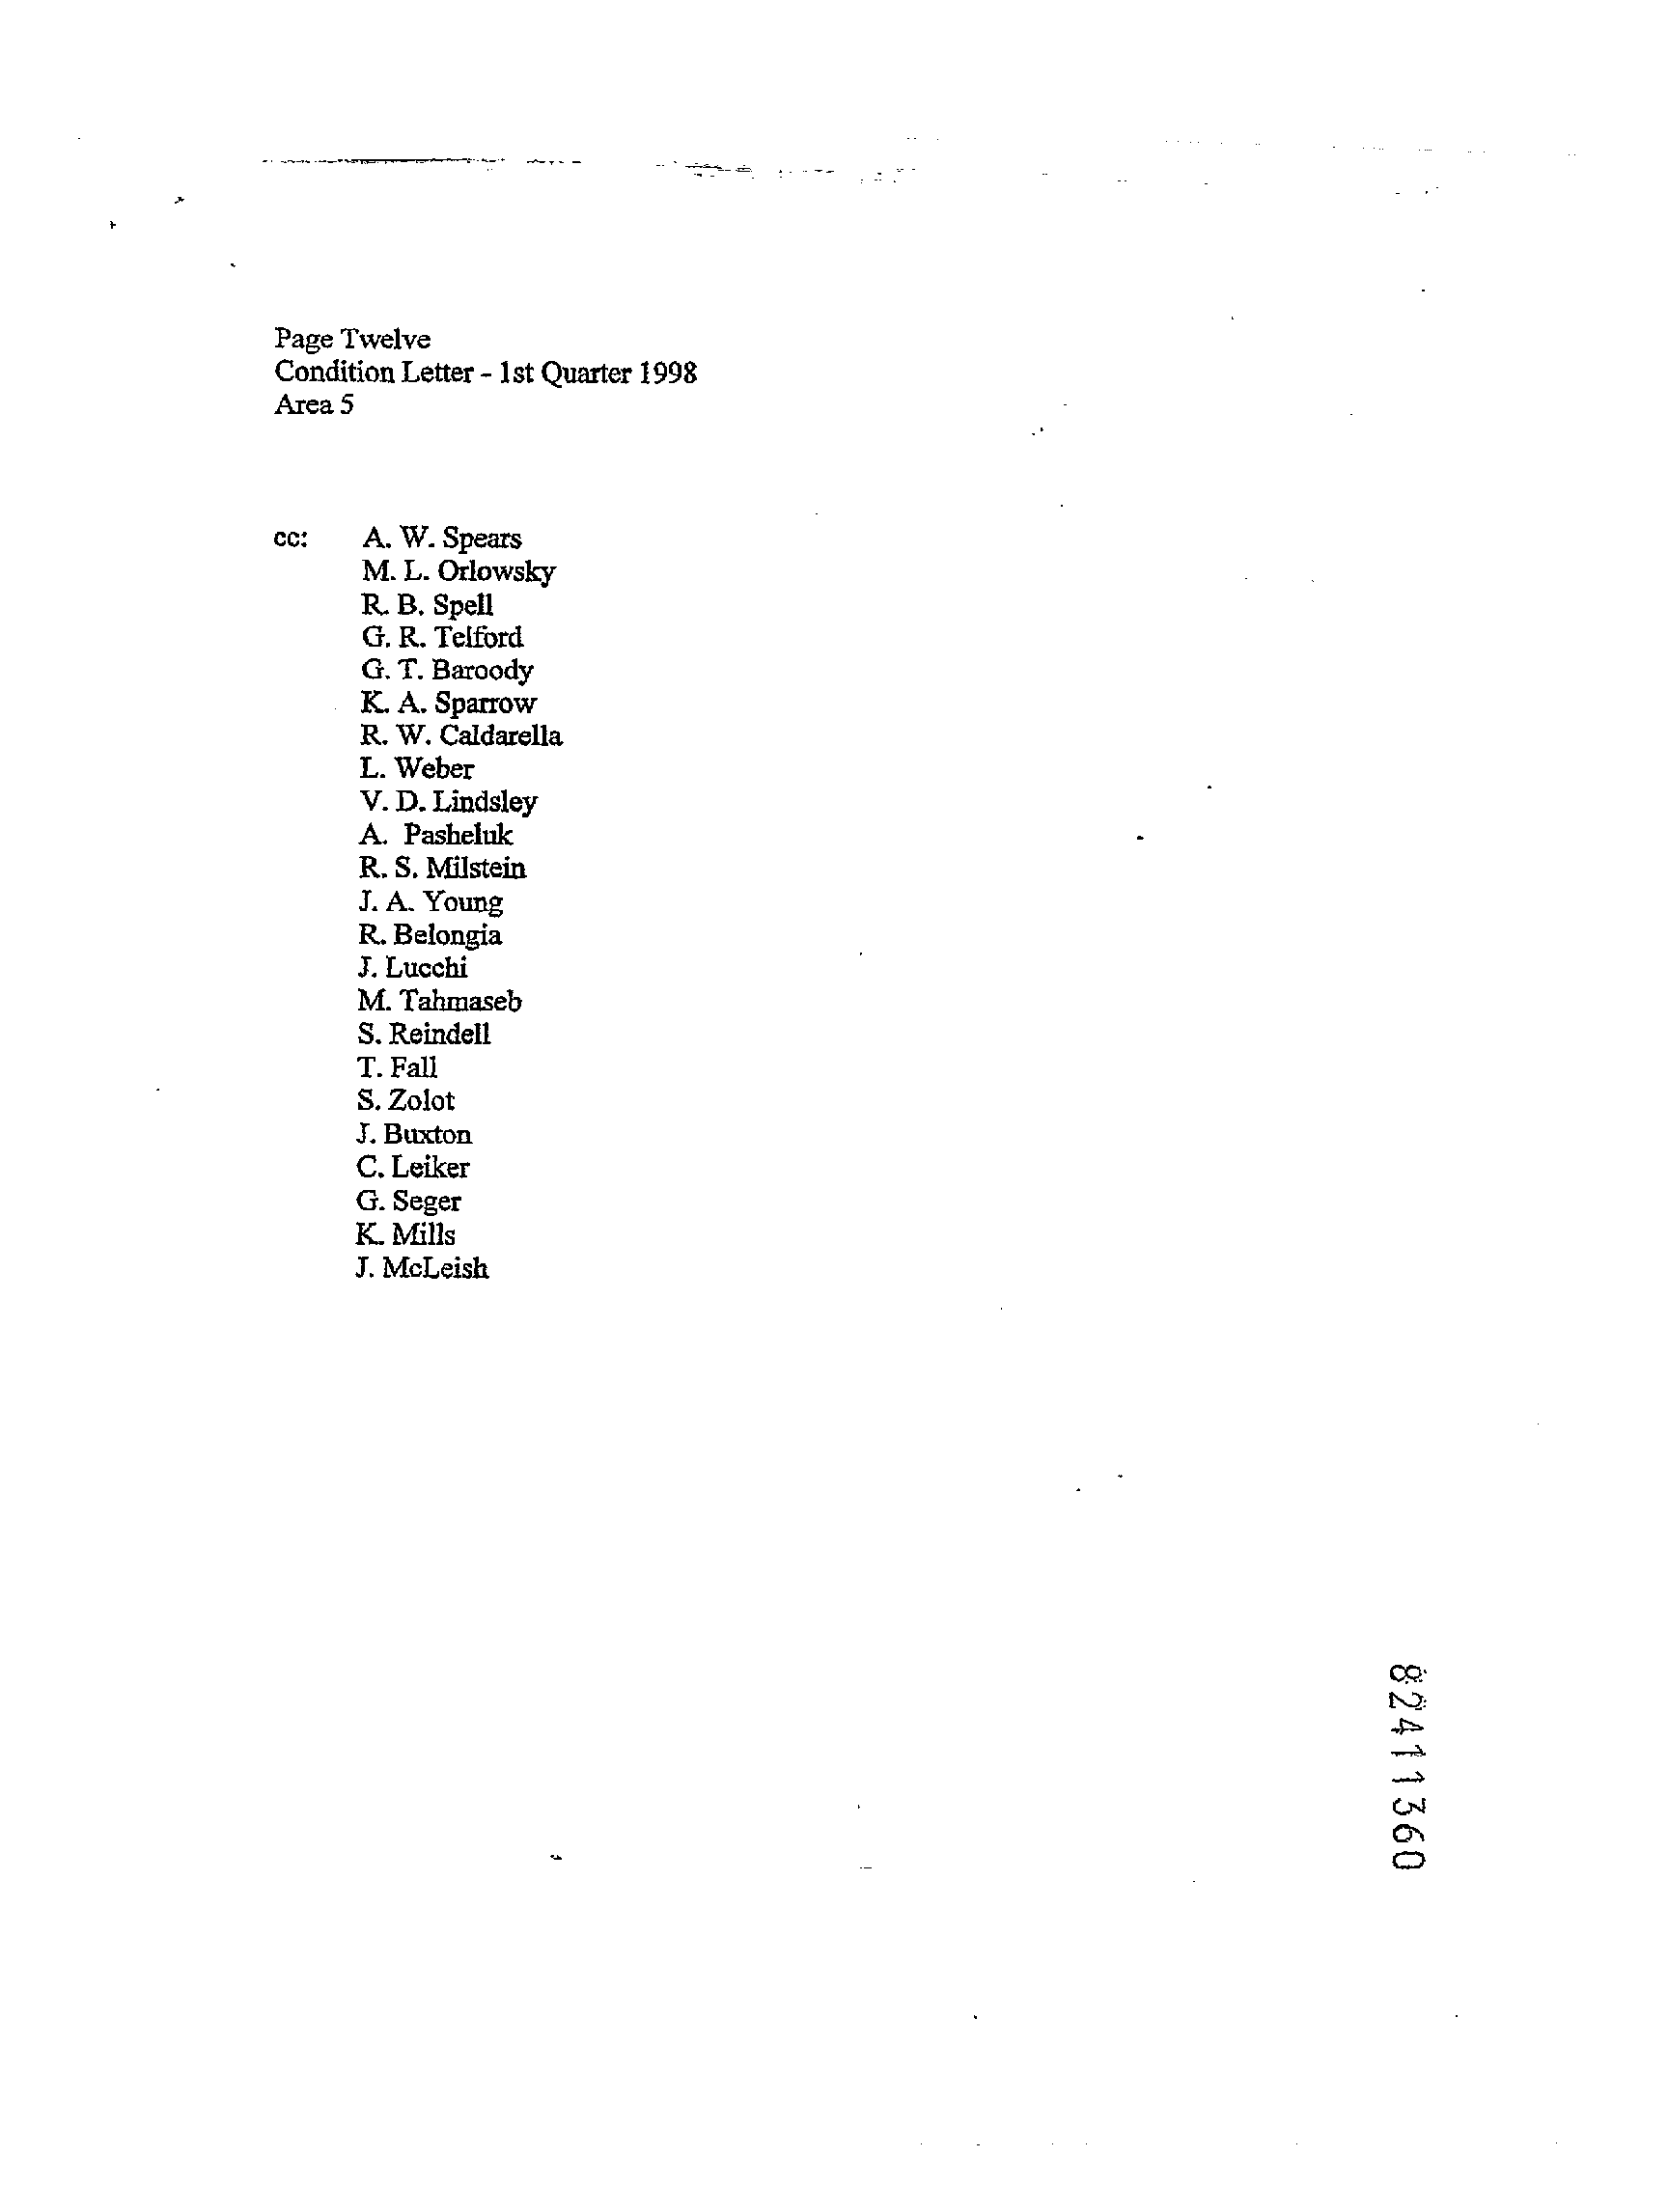 Page Twelve
Condition Letter - 1st Quarter 1998
Area 5
cc: A. W. Spears
M. L. Orlowsky
R. B. Spell
G. R. Telford
G. T. Baroody
K. A. Sparrow
R. W. Caldarella
L. Weber
V. D. Lindsley
A. Pasheluk
R. S. Milstein
J. A. Young
R. Belongia
J. Lucchi
M. Tahmaseb
S. Reindell
T. Fall
S. Zolot
J. Buxton
C. Leiker
G. Seger
K. Mills
J. McLeish
82411360